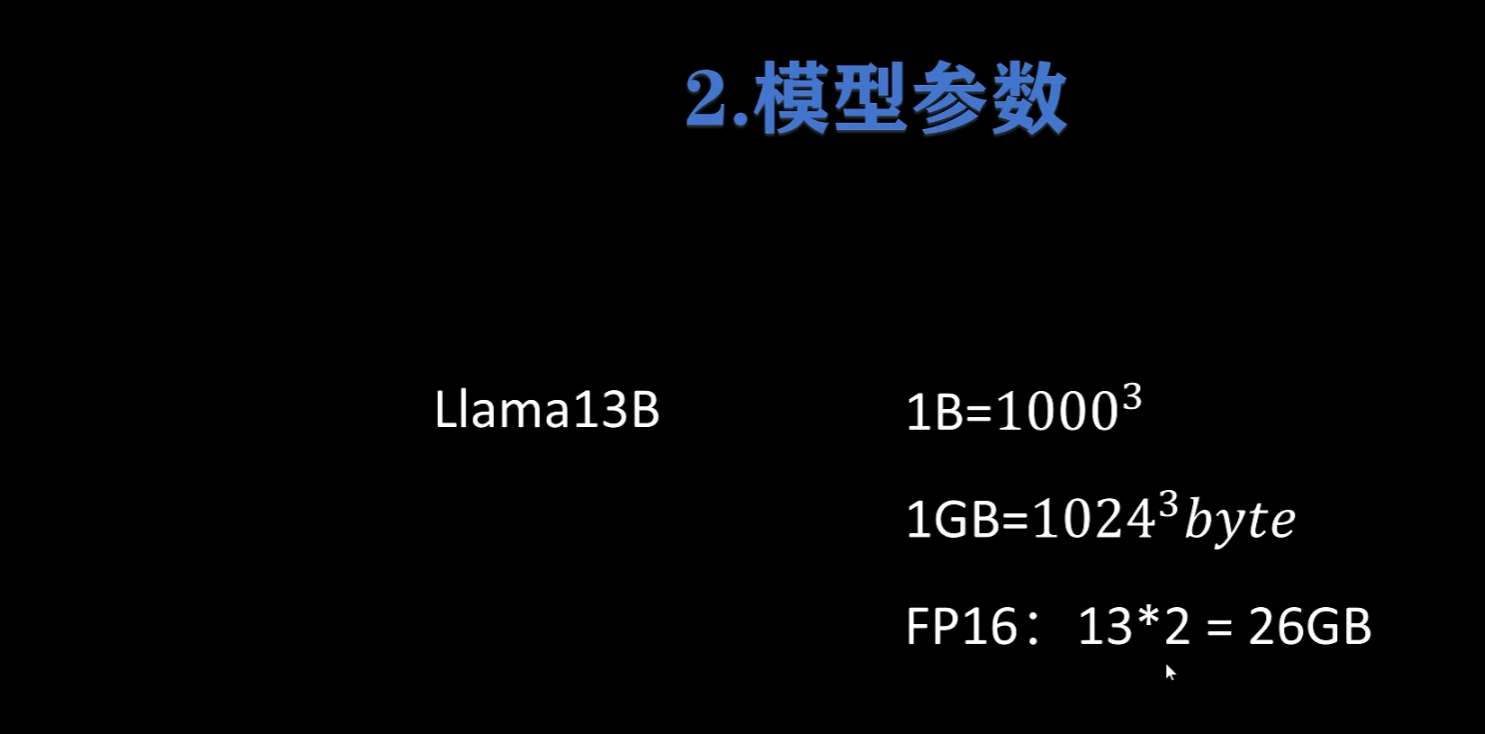 2.模型参数
Llama13B
1B=1000³
1GB=1024³byte
FP16：13*2 = 26GB